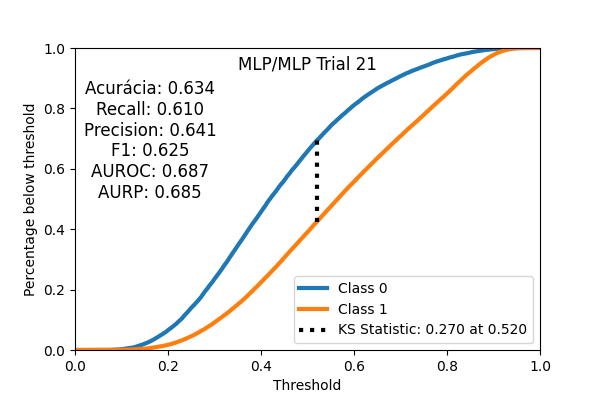 MLP/MLP Trial 21
Acurácia: 0.634
Recall: 0.610
Precision: 0.641
F1: 0.625
AUROC: 0.687
AURP: 0.685
Percentage below threshold
1.0
0.8
0.6
0.4
0.2
0.0
Class 0
Class 1
KS Statistic: 0.270 at 0.520
0.0 0.2 0.4 0.6 0.8 1.0
Threshold